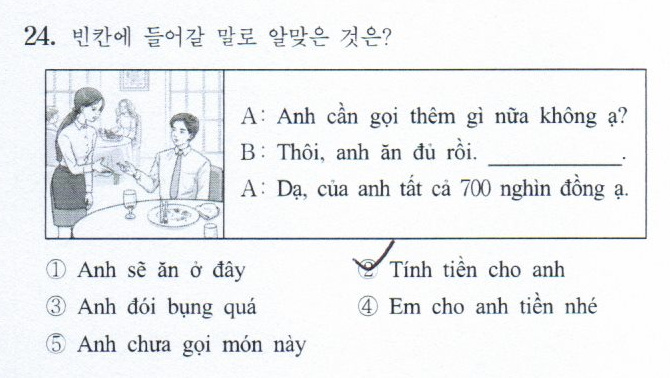 24. 빈칸에 들어갈 말로 알맞은 것은?
A: Anh cần gọi thêm gì nữa không ạ?
B: Thôi, anh ăn đủ rồi. ____________.
A: Dạ, của anh tất cả 700 nghìn đồng ạ.
① Anh sẽ ăn ở đây ② Tính tiền cho anh
③ Anh đói bụng quá ④ Em cho anh tiền nhé
⑤ Anh chưa gọi món này